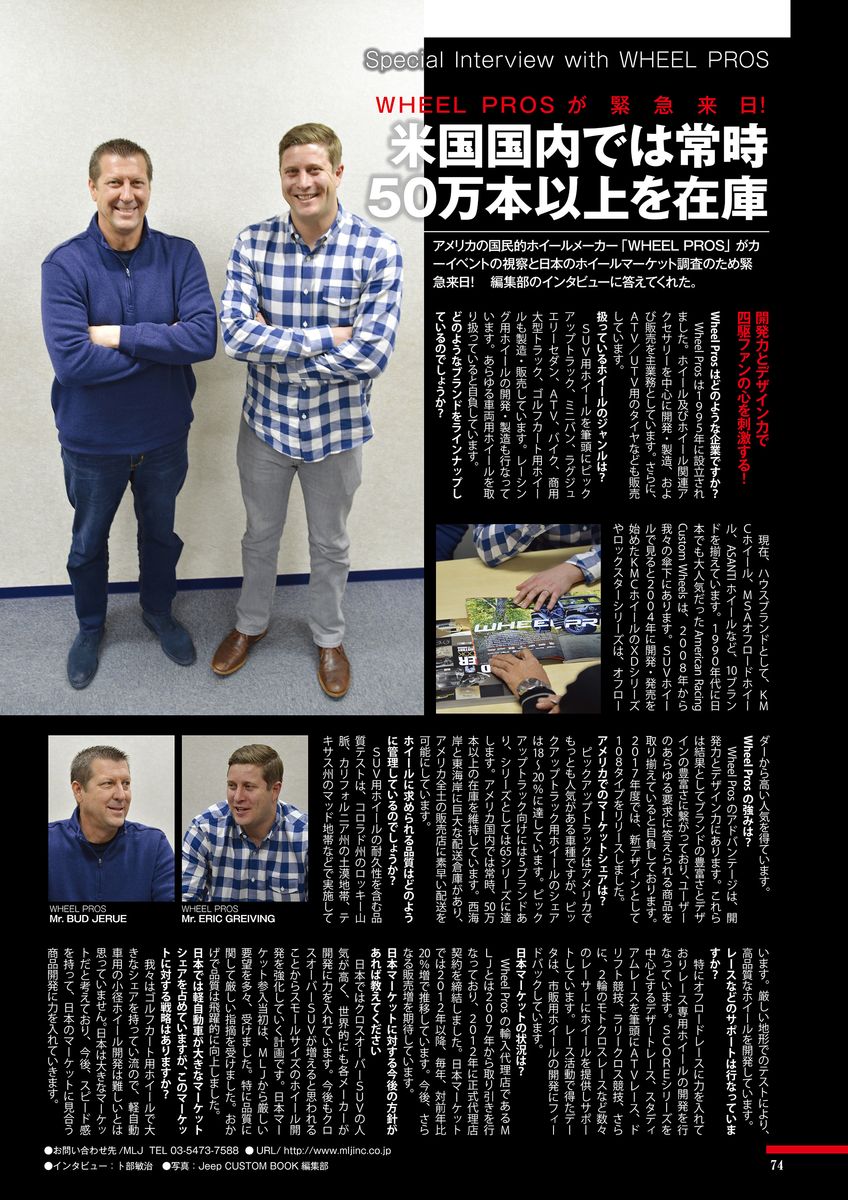 Special Interview with WHEEL PROS
WHEEL PROSが緊急来日!
米国国内では常時
50万本以上を在庫
アメリカの国民的ホイールメーカー「WHEEL PROS」がカ
ーイベントの視察と日本のホイールマーケット調査のため緊
急来日! 編集部のインタビューに答えてくれた。
開発力とデザイン力で
四駆ファンの心を刺激する!
Wheel Prosはどのような企業ですか?
Wheel Prosは1995年に設立され
ました。ホイール及びホイール関連ア
クセサリーを中心に開発・製造、およ
び販売を主業務としています。さらに、
ATV/UTV用のタイヤなども販売
しています。
扱っているホイールのジャンルは?
SUV用ホイールを筆頭にピック
アップトラック、ミニバン、ラグジュ
エリーセダン、ATV、バイク、商用
大型トラック、ゴルフカート用ホイー
ルも製造・販売しています。レーシン
グ用ホイールの開発・製造も行なって
います。あらゆる車両用ホイールを取
り扱っていると自負しています。
どのようなブランドをラインナップし
ているのでしょうか?
現在、ハウスブランドとして、KM
Cホイール、MSAオフロードホイー
ル、ASANTIホイールなど、10ブラン
ドを揃えています。1990年代に日
本でも大人気だったAmerican Racing
Custom Wheelsは、2008年から
我々の傘下にあります。SUVホイー
ルで見ると2004年に開発・発売を
始めたKMCホイールのXDシリーズ
やロックスターシリーズは、オフロー
WHEEL PR
ダーから高い人気を得ています。
Wheel Prosの強みは?
Wheel Prosのアドバンテージは、開
発力とデザイン力にあります。これら
は結果としてブランドの豊富さとデザ
インの豊富さに繋がっており、ユーザー
のあらゆる要求に答えられる商品を
取り揃えていると自負しております。
2017年度では、新デザインとして
108タイプをリリースしました。
アメリカでのマーケットシェアは?
ピックアップトラックはアメリカで
もっとも人気がある車種ですが、ピッ
クアップトラック用ホイールのシェア
は18〜20%に達しています。ピック
アップトラック向けには5ブランドあ
り、シリーズとしては65シリーズに達
します。アメリカ国内では常時、50万
本以上の在庫を維持しています。西海
岸と東海岸に巨大な配送倉庫があり、
アメリカ全土の販売店に素早い配送を
可能にしています。
ホイールに求められる品質はどのよう
に管理しているのでしょうか?
SUV用ホイールの耐久性を含む品
質テストは、コロラド州のロッキー山
脈、カリフォルニア州の土漠地帯、テ
キサス州のマッド地帯などで実施して
WHEEL PROS
Mr. BUD JERUE
WHEEL PROS
Mr. ERIC GREIVING
います。厳しい地形でのテストにより、
高品質なホイールを開発しています。
レースなどのサポートは行なっていま
すか?
特にオフロードレースに力を入れて
おりレース専用ホイールの開発を行
なっています。SCOREシリーズを
中心とするデザートレース、スタディ
アムレースを筆頭にATVレース、ド
リフト競技、ラリークロス競技、さら
に、2輪のモトクロスレースなど数々
のレーサーにホイールを提供しサポー
トしています。レース活動で得たデー
タは、市販用ホイールの開発にフィー
ドバックしています。
日本マーケットの状況は?
Wheel Prosの輸入代理店であるM
LJとは2007年から取り引きを行
なっており、2012年に正式代理店
契約を締結しました。日本マーケット
では2012年以降、毎年、対前年比
20%増で推移しています。今後、さら
なる販売増を期待しています。
日本マーケットに対する今後の方針が
あれば教えてください
日本ではクロスオーバーSUVの人
気が高く、世界的にも各メーカーが
開発に力を入れています。今後もクロ
スオーバーSUVが増えると思われる
ことからスモールサイズのホイール開
発を強化していく計画です。日本マー
ケット参入当初は、MLJから厳しい
要望を多々、受けました。特に品質に
関して厳しい指摘を受けました。おか
げで品質は飛躍的に向上しました。
日本では軽自動車が大きなマーケット
シェアを占めていますが、このマーケッ
トに対する戦略はありますか?
我々はゴルフカート用ホイールで大
きなシェアを持ってい流ので、軽自動
車用の小径ホイール開発は難しいとは
思っていません。日本は大きなマーケッ
トだと考えており、今後、スピード感
を持って、日本のマーケットに見合う
商品開発に力を入れていきます。
●お問い合わせ先/MLJ TEL 03-5473-7588 ● URL/ http://www.mljinc.co.jp
●インタビュー:卜部敏治 ●写真:Jeep CUSTOM BOOK 編集部
74